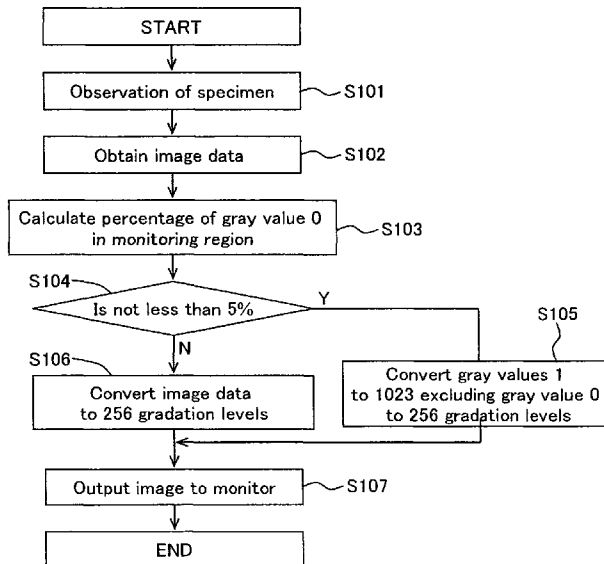 START
Observation of specimen
S101
Obtain image data
S102
Calculate percentage of gray value 0
in monitoring region
S103
S104
Is not less than 5%
Y
N
S105
Convert gray values 1
to 1023 excluding gray value 0
to 256 gradation levels
S106
Convert image data
to 256 gradation levels
Output image to monitor
S107
END